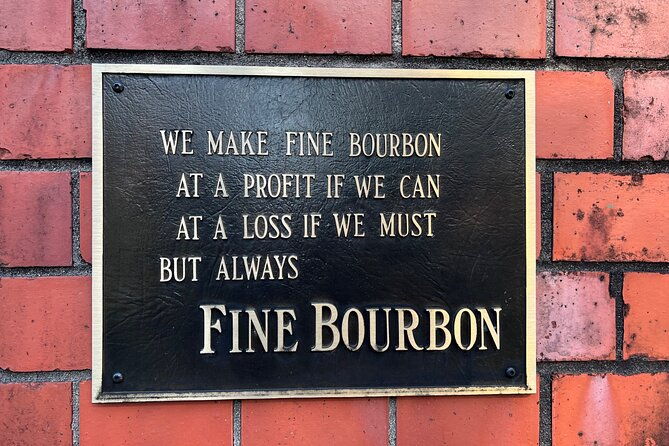 WE MAKE FINE BOURBON
AT A PROFIT IF WE CAN
AT A LOSS IF WE MUST
BUT ALWAYS
FINE BOURBON